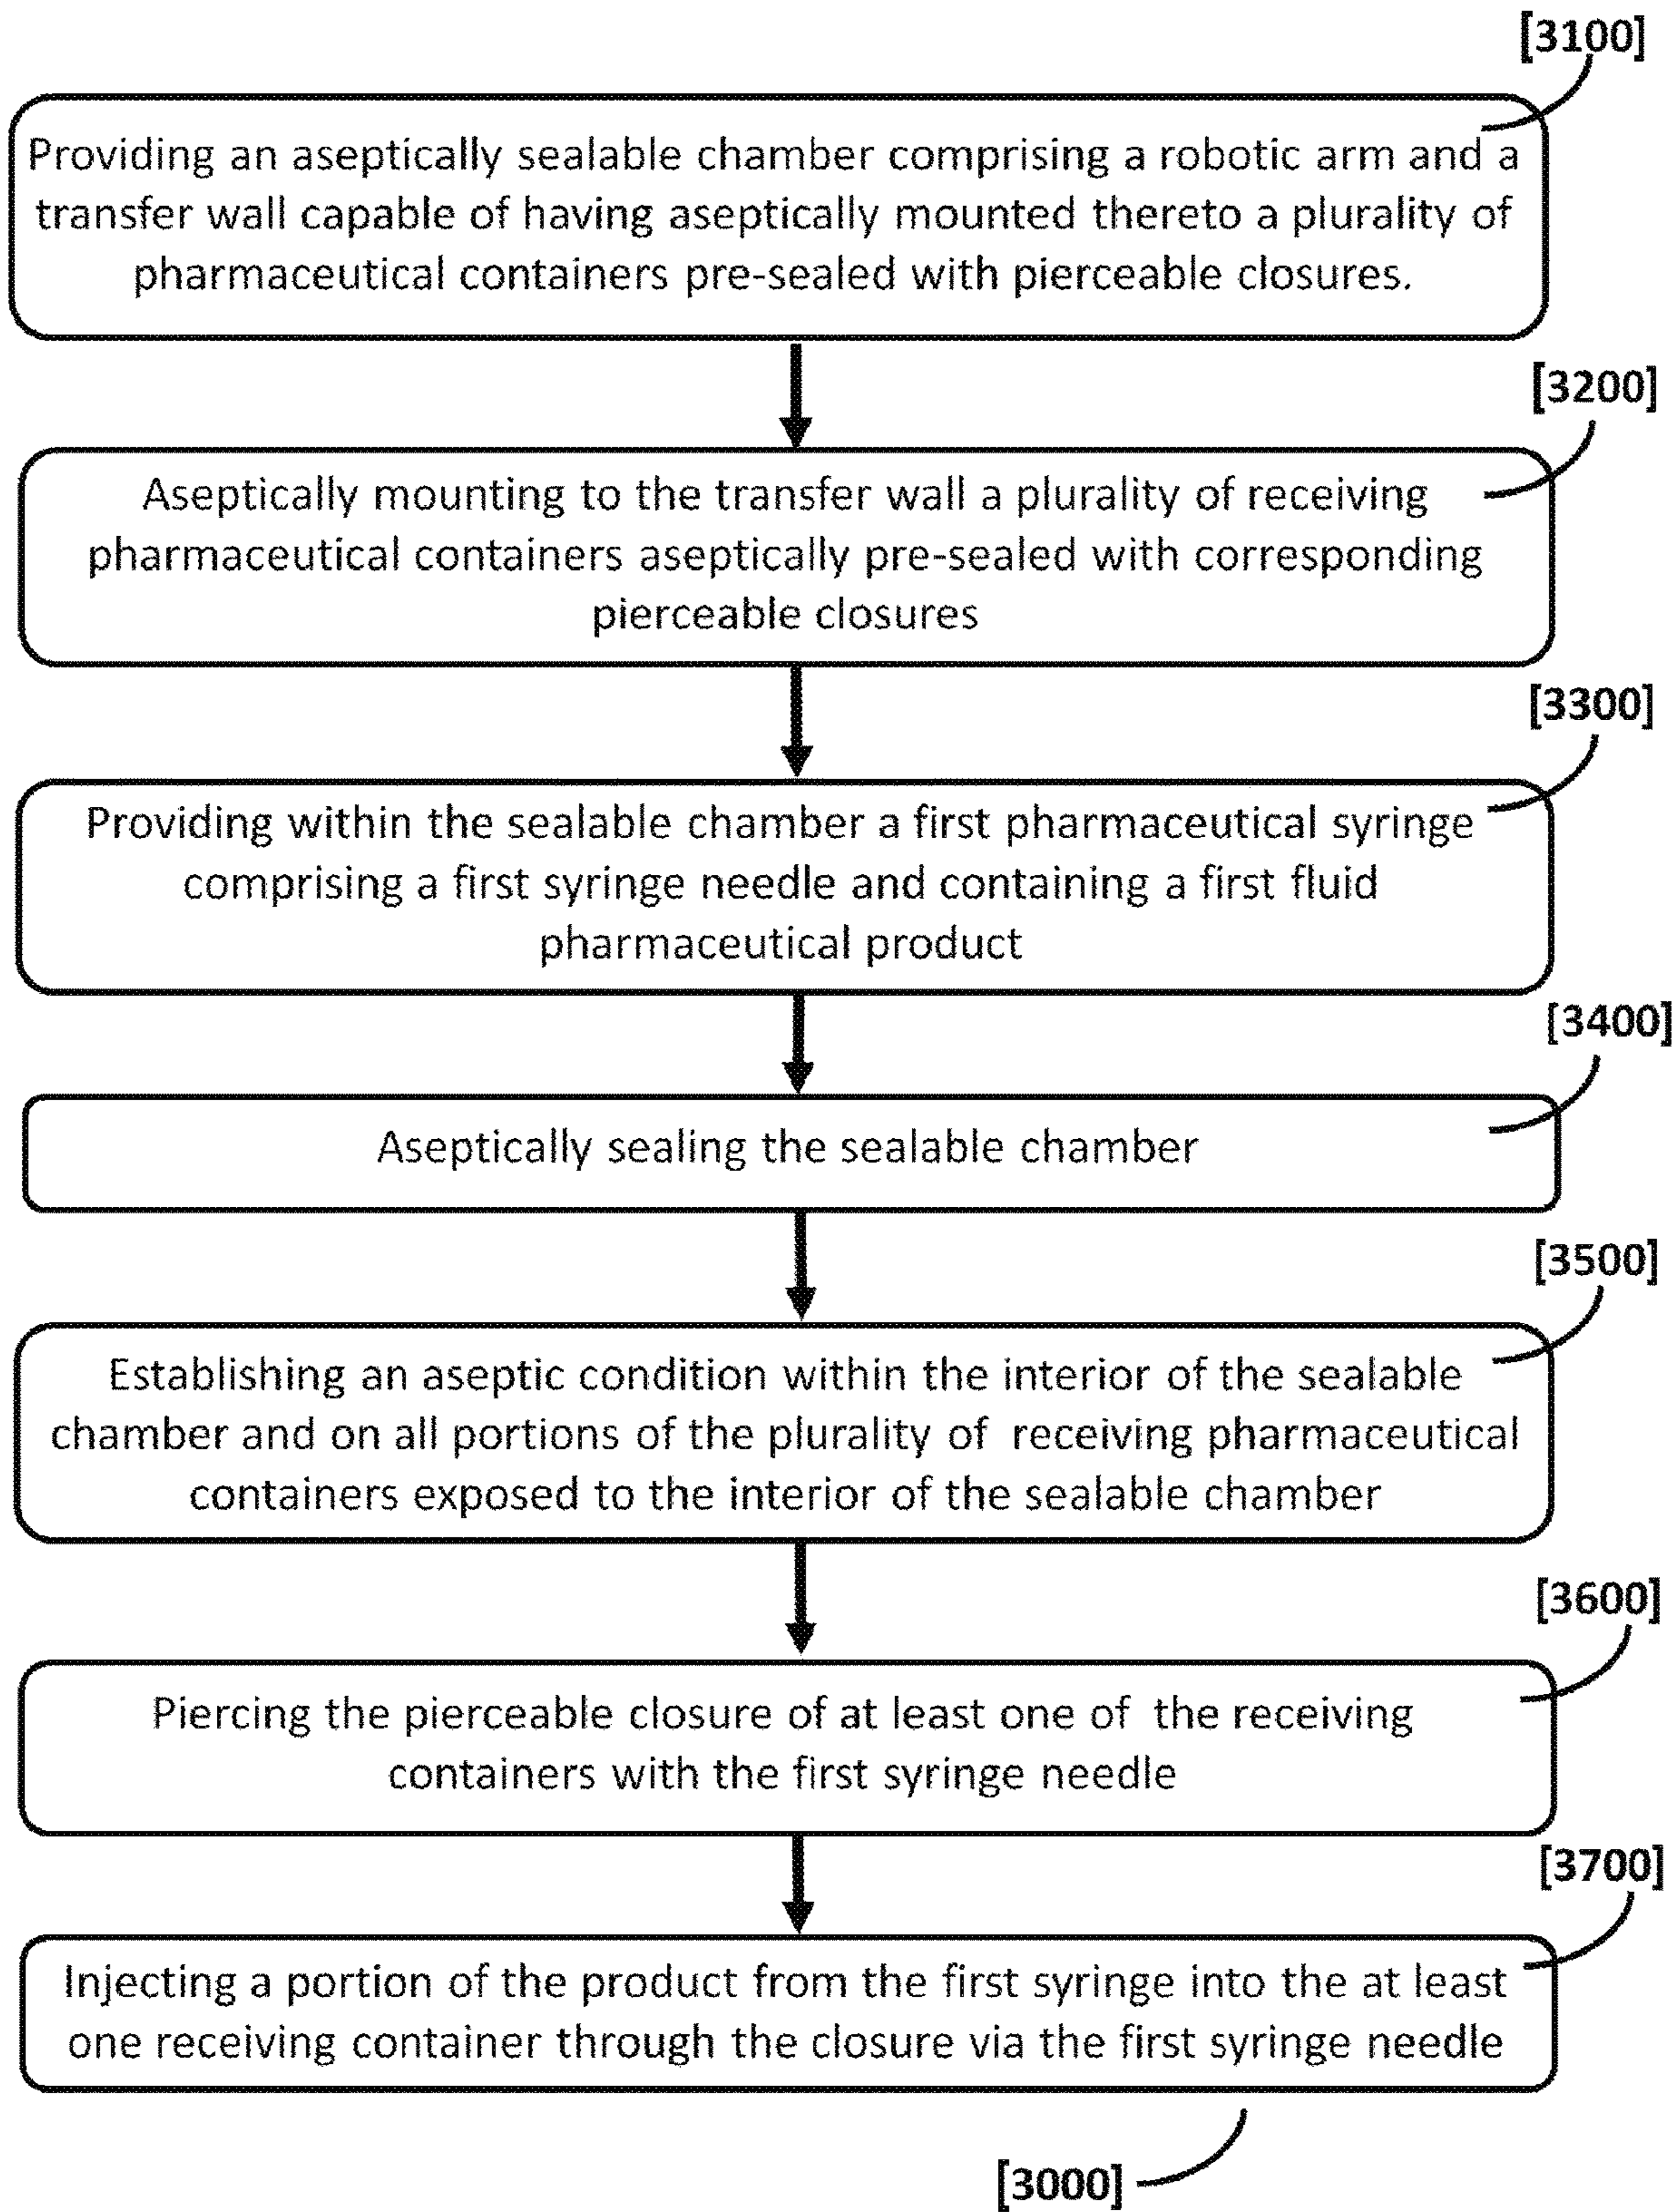 [3100]
Providing an aseptically sealable chamber comprising a robotic arm and a
transfer wall capable of having aseptically mounted thereto a plurality of
pharmaceutical containers pre-sealed with pierceable closures.
[3200]
Aseptically mounting to the transfer wall a plurality of receiving
pharmaceutical containers aseptically pre-sealed with corresponding
pierceable closures
[3300]
Providing within the sealable chamber a first pharmaceutical syringe
comprising a first syringe needle and containing a first fluid
pharmaceutical product
[3400]
Aseptically sealing the sealable chamber
[3500]
Establishing an aseptic condition within the interior of the sealable
chamber and on all portions of the plurality of receiving pharmaceutical
containers exposed to the interior of the sealable chamber
[3600]
Piercing the pierceable closure of at least one of the receiving
containers with the first syringe needle
[3700]
Injecting a portion of the product from the first syringe into the at least
one receiving container through the closure via the first syringe needle
[3000]